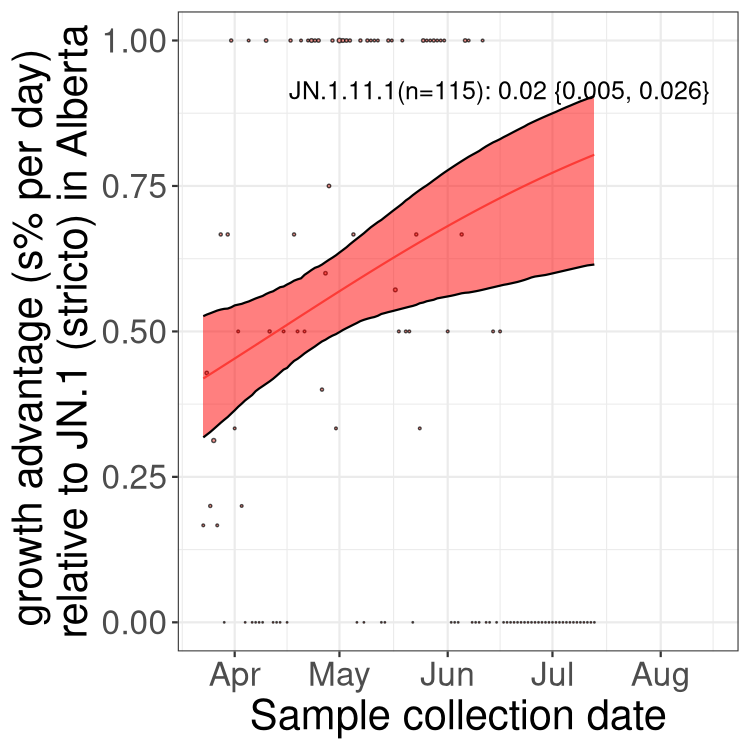 growth advantage (s% per day)
relative to JN.1 (stricto) in Alberta
1.00
0.75
0.50
0.25
0.00
JN.1.11.1(n=115): 0.02 {0.005, 0.026}
Apr May Jun Jul Aug
Sample collection date